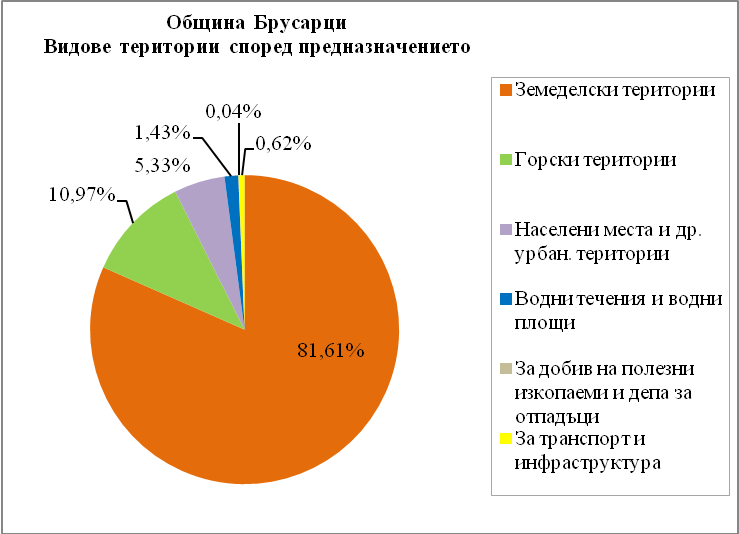 Община Брусарци
Видове територии според предназначението
0,04%
1,43%
0,62%
5,33%
10,97%
81,61%
Земеделски територии
Горски територии
Населени места и др.
урбан. територии
Водни течения и водни
площи
За добив на полезни
изкопаеми и депа за
отпадъци
За транспорт и
инфраструктура